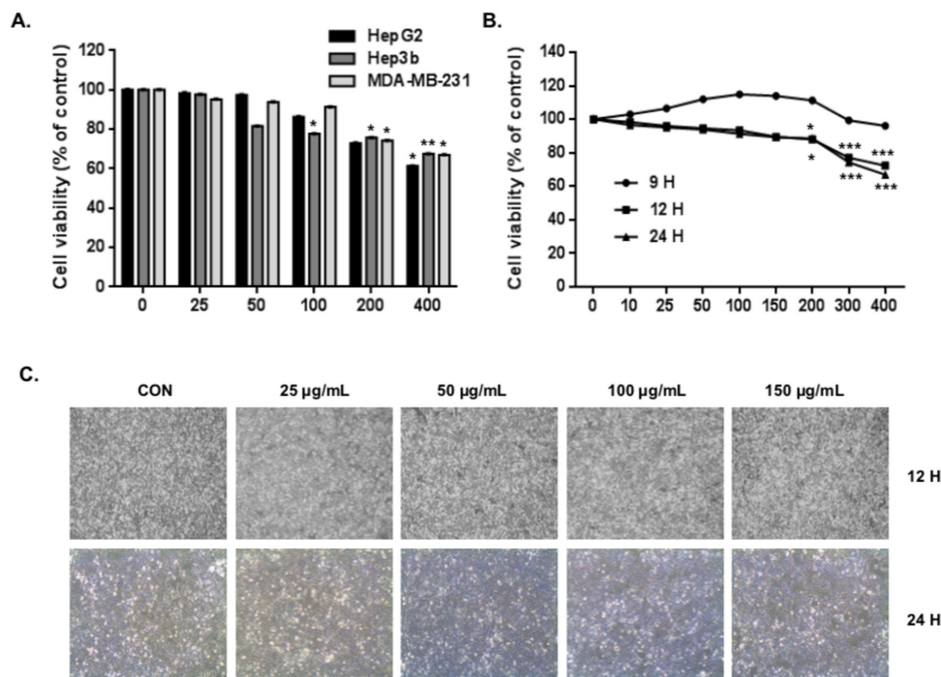 A.
Cell viability (% of control)
120
100
80
60
40
20
0
Hep G2
Hep3b
MDA-MB-231
*
* *
* ** *
0 25 50 100 200 400
B.
Cell viability (% of control)
140
120
100
80
60
40
20
0
* *** ***
* *** ***
9 H
12 H
24 H
0 10 25 50 100 150 200 300 400
C.
CON 25 µg/mL 50 µg/mL 100 µg/mL 150 µg/mL
12 H
24 H